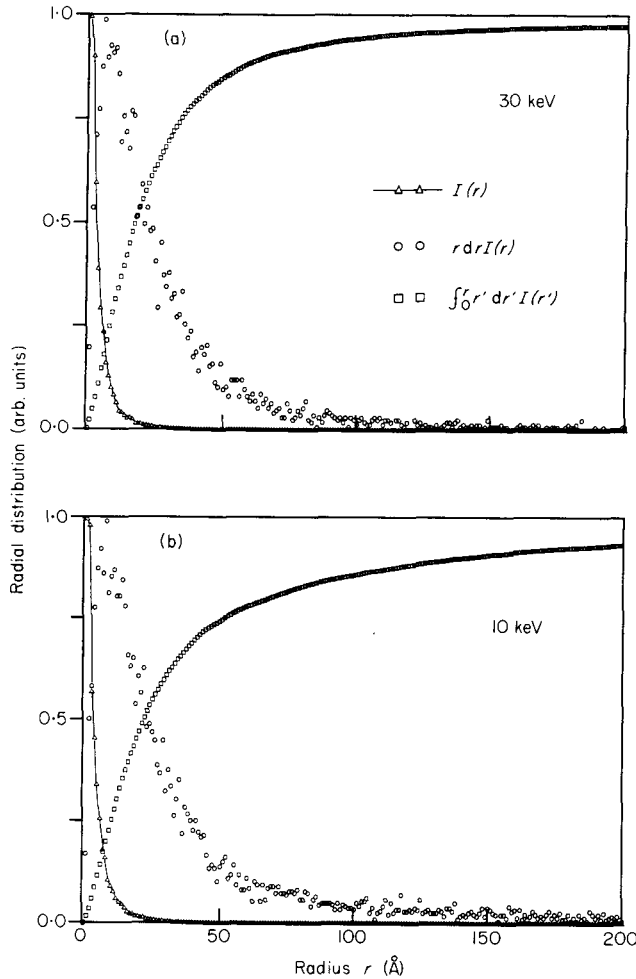 1·0
(a)
30 keV
I(r)
0·5
r dr I(r)
∫₀ʳ r' dr' I(r')
0·0
Radial distribution (arb. units)
1·0
(b)
10 keV
0·5
0·0
0 50 100 150 200
Radius r (Å)